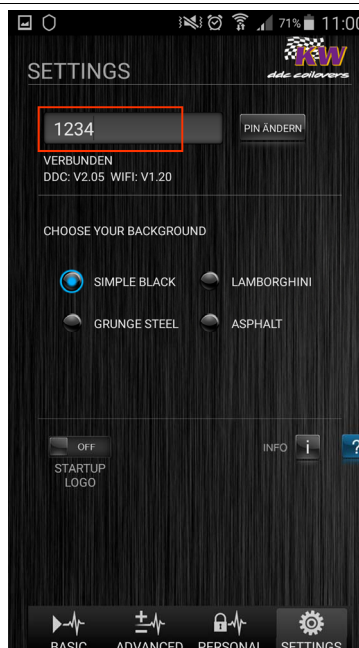 71% 11:00
KW
SETTINGS
ddc coilovers
1234
PIN ÄNDERN
VERBUNDEN
DDC: V2.05 WIFI: V1.20
CHOOSE YOUR BACKGROUND
SIMPLE BLACK LAMBORGHINI
GRUNGE STEEL ASPHALT
OFF INFO i ?
STARTUP
LOGO
BASIC ADVANCED PERSONAL SETTINGS